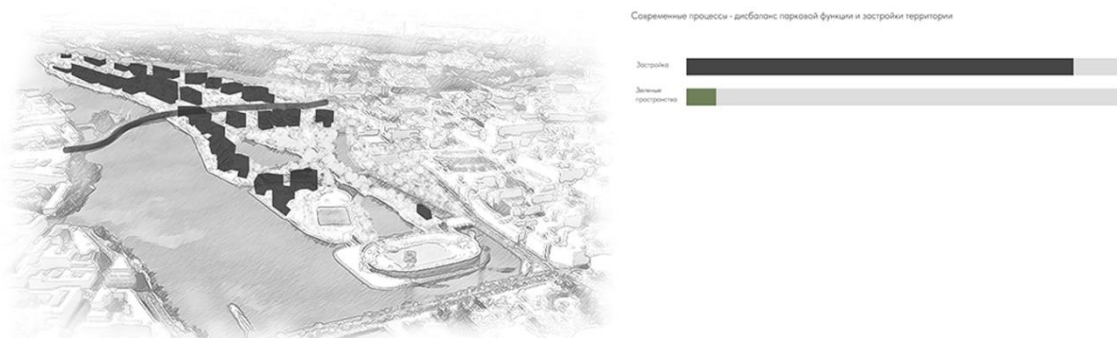 Современные процессы - дисбаланс парковой функции и застройки территории
Застройка
Зеленые
пространства